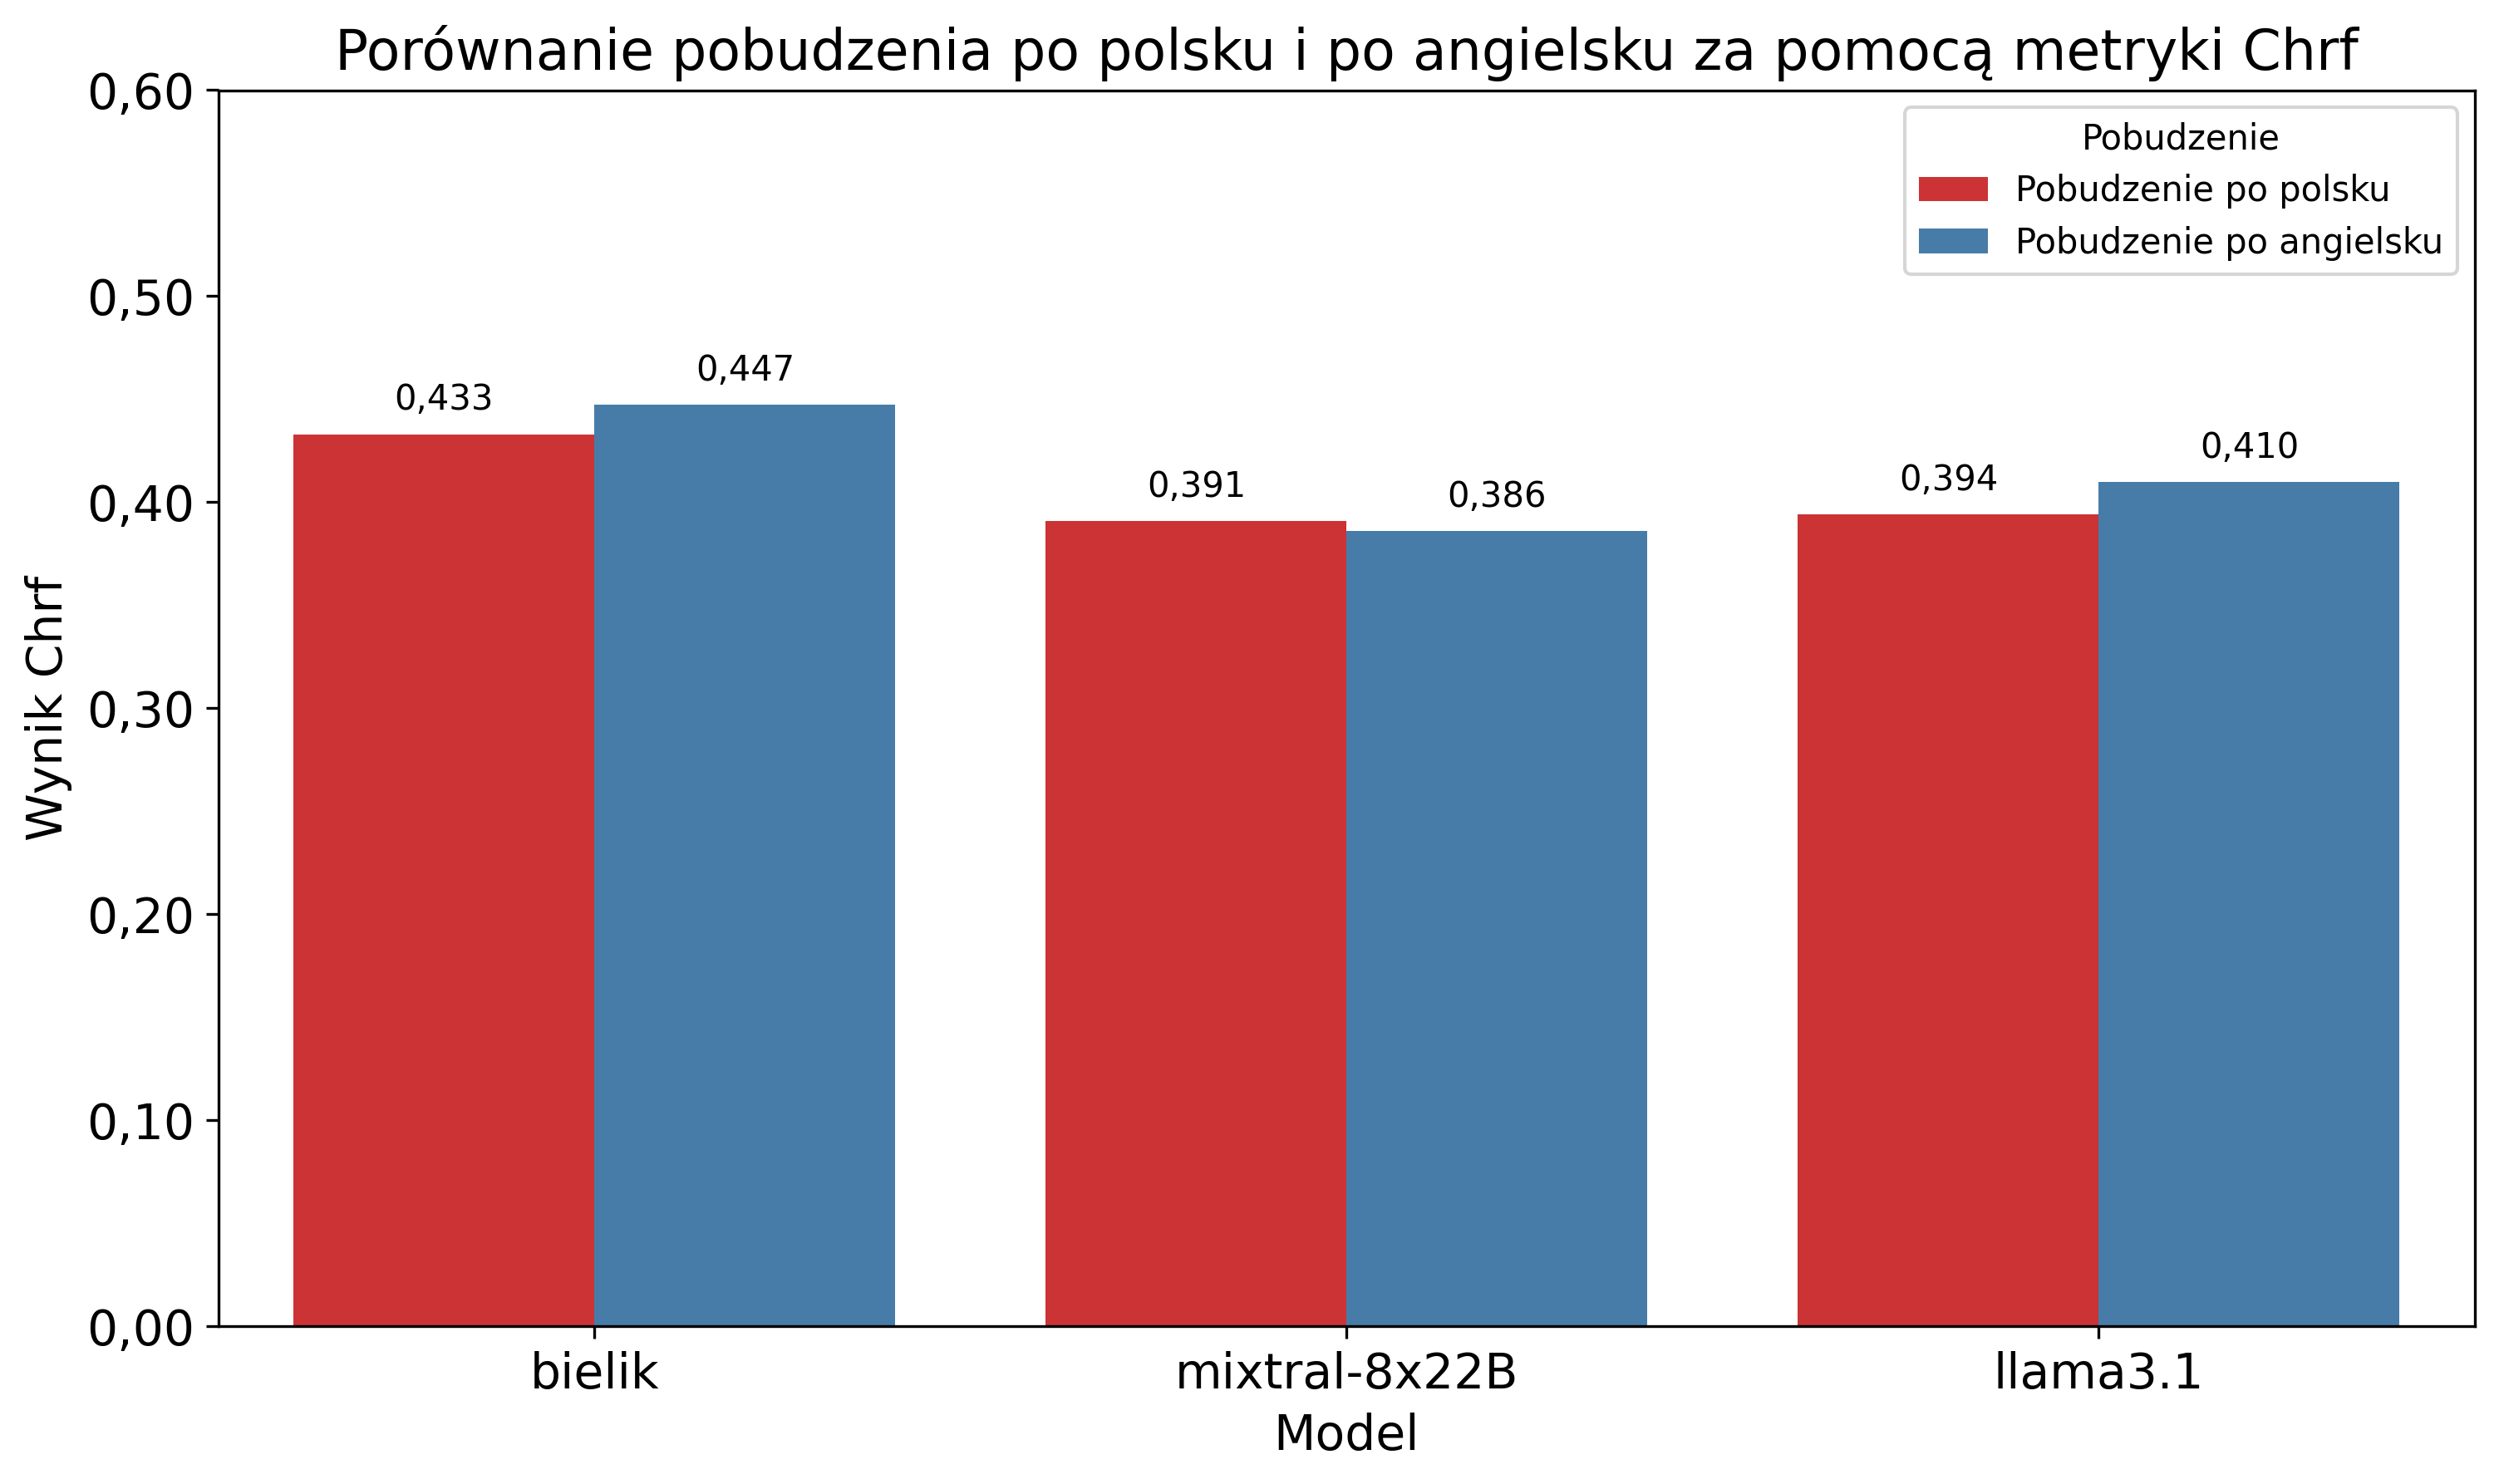 Porównanie pobudzenia po polsku i po angielsku za pomocą metryki Chrf
Pobudzenie
Pobudzenie po polsku
Pobudzenie po angielsku
Wynik Chrf
0,60
0,50
0,40
0,30
0,20
0,10
0,00
0,433
0,447
0,391
0,386
0,394
0,410
bielik
mixtral-8x22B
llama3.1
Model